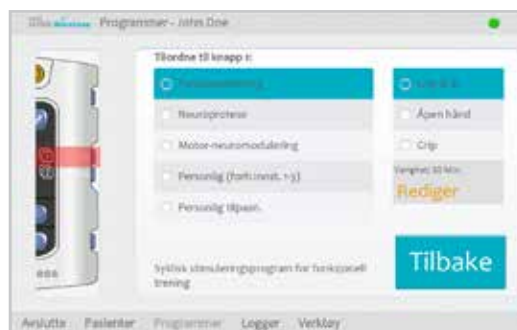 Programmer - John Doe
Tilordne til knapp 1:
Neuroprotese
Motor-neuromodulering
Personlig (forh.innst. 1-3)
Personlig tilpasn.
Åpen hånd
Grip
Varighet: 30 Min.
Rediger
Syklisk stimuleringsprogram for funksjonell
trening
Tilbake
Avslutte Pasienter Programmer Logger Verktøy